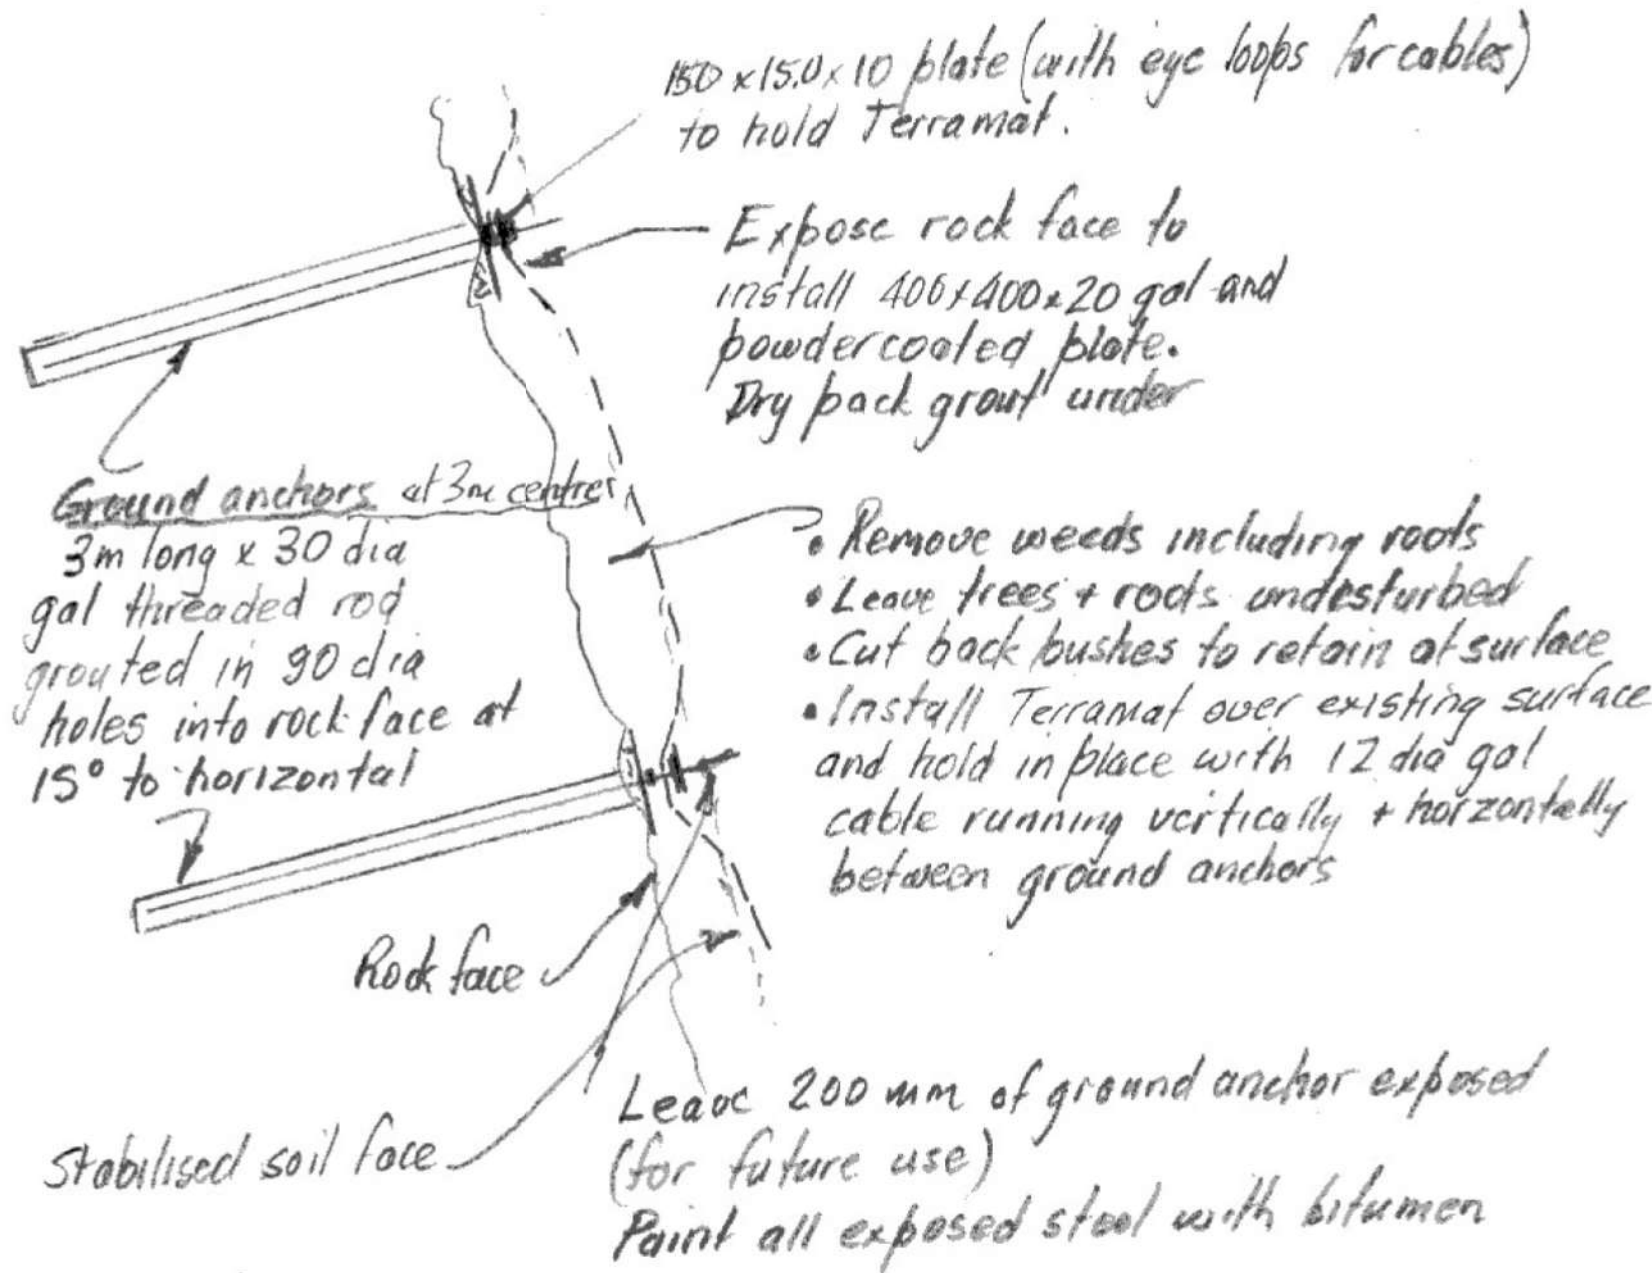 150 x 150 x 10 plate (with eye loops for cables)
to hold Terramat.
Expose rock face to
install 400x400x20 gal and
powdercoated plate.
Dry pack grout under
Ground anchors at 3m centres
3m long x 30 dia
gal threaded rod
grouted in 90 dia
holes into rock face at
15° to horizontal
• Remove weeds including roots
• Leave trees + roots undesturbed
• Cut back bushes to retain at surface
• Install Terramat over existing surface
and hold in place with 12 dia gal
cable running vertically + horzontally
between ground anchors
Rock face
Stabilised soil face
Leave 200 mm of ground anchor exposed
(for future use)
Paint all exposed steel with bitumen